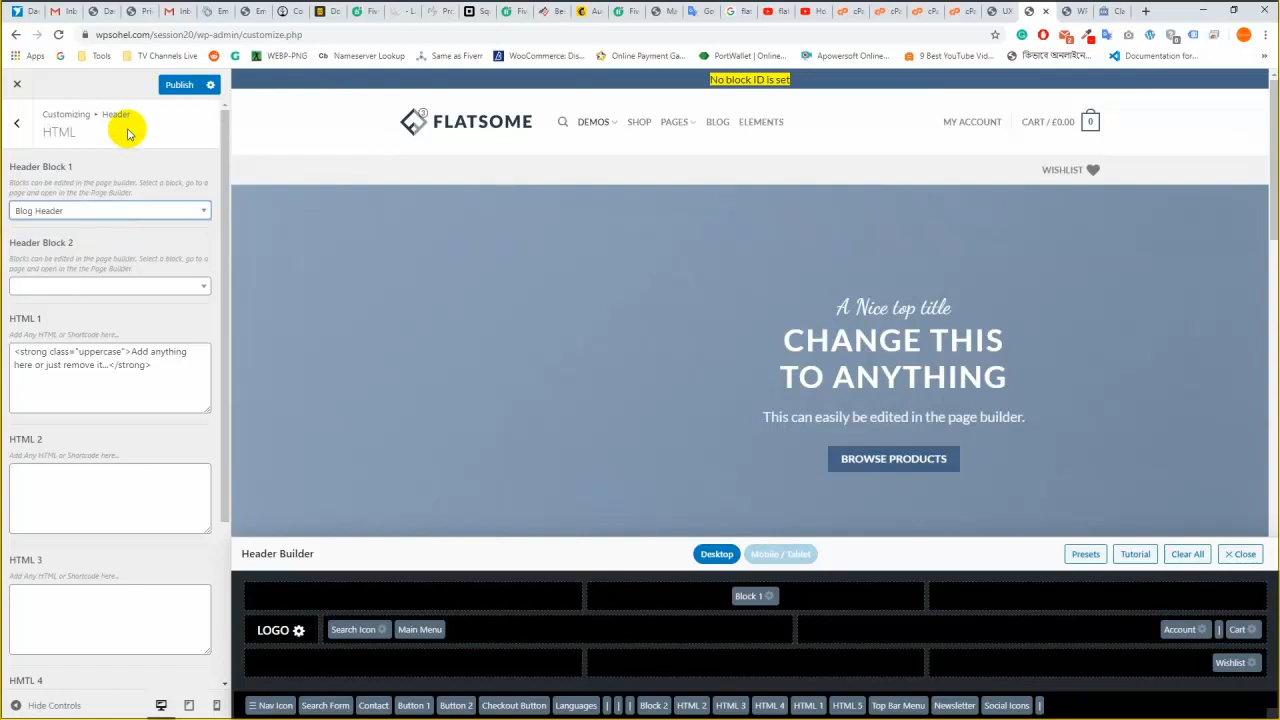 wpsohel.com/session20/wp-admin/customize.php
Apps
Tools
TV Channels Live
WEBP-PNG
Nameserver Lookup
Same as Fiverr
WooCommerce: Disc...
Online Payment Gat...
PortWallet | Online...
Apowersoft Online...
9 Best YouTube Vide...
কিভাবে অনলাইনে...
Documentation for...
Publish
No block ID is set
Customizing ▸ Header
HTML
FLATSOME
3
DEMOS
SHOP
PAGES
BLOG
ELEMENTS
MY ACCOUNT
CART / £0.00
0
WISHLIST
Header Block 1
Blocks can be edited in the page builder. Select a block, go to a
page and open in the the Page Builder.
Blog Header
Header Block 2
Blocks can be edited in the page builder. Select a block, go to a
page and open in the the Page Builder.
HTML 1
Add Any HTML or Shortcode here...
<strong class="uppercase">Add anything
here or just remove it...</strong>
HTML 2
Add Any HTML or Shortcode here...
HTML 3
Add Any HTML or Shortcode here...
HMTL 4
Hide Controls
A Nice top title
CHANGE THIS
TO ANYTHING
This can easily be edited in the page builder.
BROWSE PRODUCTS
Header Builder
Desktop
Mobile / Tablet
Presets
Tutorial
Clear All
Close
Block 1
LOGO
Search Icon
Main Menu
Account
|
Cart
Wishlist
Nav Icon
Search Form
Contact
Button 1
Button 2
Checkout Button
Languages
|
|
|
Block 2
HTML 2
HTML 3
HTML 4
HTML 1
HTML 5
Top Bar Menu
Newsletter
Social Icons
|